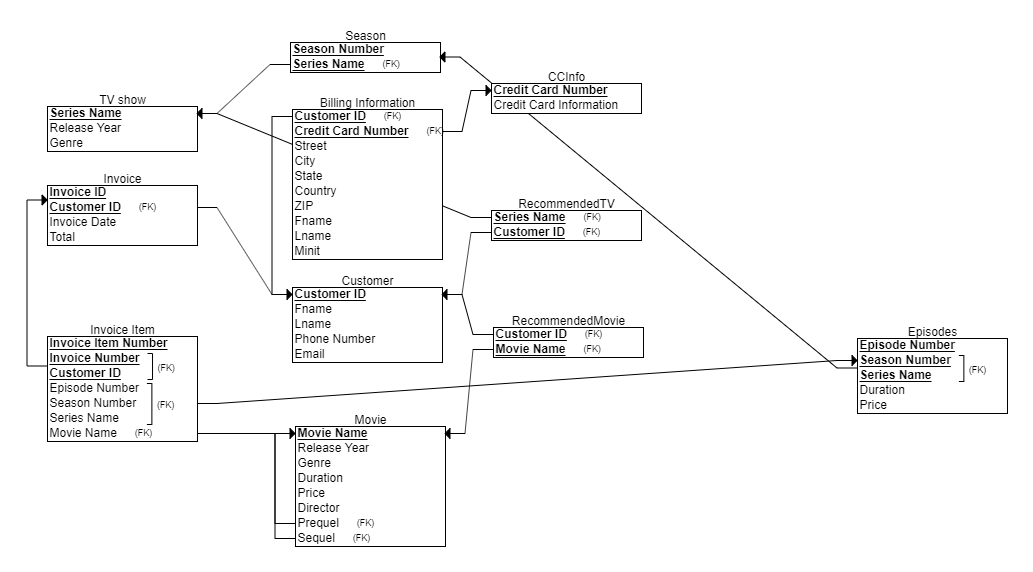 Season
Season Number
Series Name (FK)
CCInfo
Credit Card Number
Credit Card Information
TV show
Series Name
Release Year
Genre
Billing Information
Customer ID (FK)
Credit Card Number (FK
Street
City
State
Country
ZIP
Fname
Lname
Minit
Invoice
Invoice ID
Customer ID (FK)
Invoice Date
Total
RecommendedTV
Series Name (FK)
Customer ID (FK)
Customer
Customer ID
Fname
Lname
Phone Number
Email
RecommendedMovie
Customer ID (FK)
Movie Name (FK)
Invoice Item
Invoice Item Number
Invoice Number
(FK)
Customer ID
Episode Number
Season Number (FK)
Series Name
Movie Name (FK)
Episodes
Episode Number
Season Number
(FK)
Series Name
Duration
Price
Movie
Movie Name
Release Year
Genre
Duration
Price
Director
Prequel (FK)
Sequel (FK)